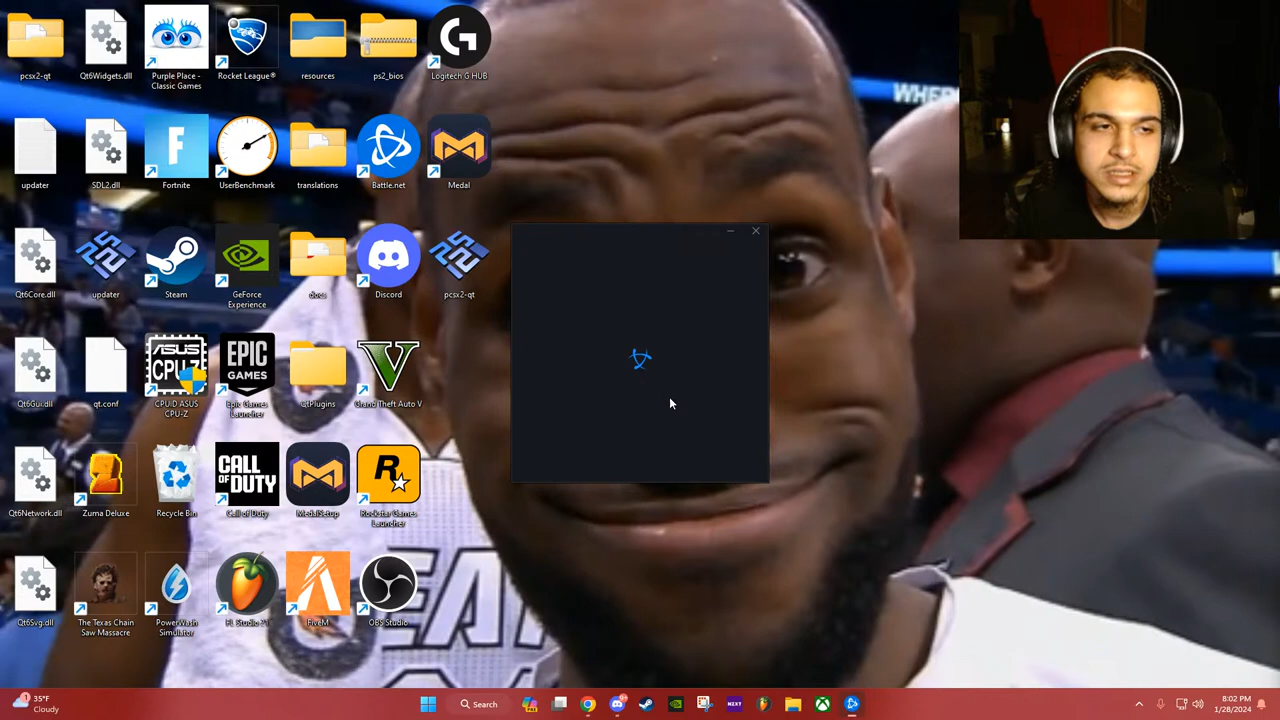 pcsx2-qt
Qt6Widgets.dll
Purple Place -
Classic Games
Rocket League®
resources
ps2_bios
Logitech G HUB
updater
SDL2.dll
Fortnite
UserBenchmark
translations
Battle.net
Medal
Qt6Core.dll
updater
Steam
GeForce
Experience
docs
Discord
pcsx2-qt
Qt6Gui.dll
qt.conf
ASUS
CPU-Z
CPUID ASUS
CPU-Z
EPIC
GAMES
Epic Games
Launcher
QtPlugins
Grand Theft Auto V
Qt6Network.dll
Zuma Deluxe
Recycle Bin
CALL
OF DUTY
Call of Duty
MedalSetup
Rockstar Games
Launcher
Qt6Svg.dll
The Texas Chain
Saw Massacre
PowerWash
Simulator
FL Studio 21
FiveM
OBS Studio
35°F
Cloudy
Search
NZXT
8:02 PM
1/28/2024